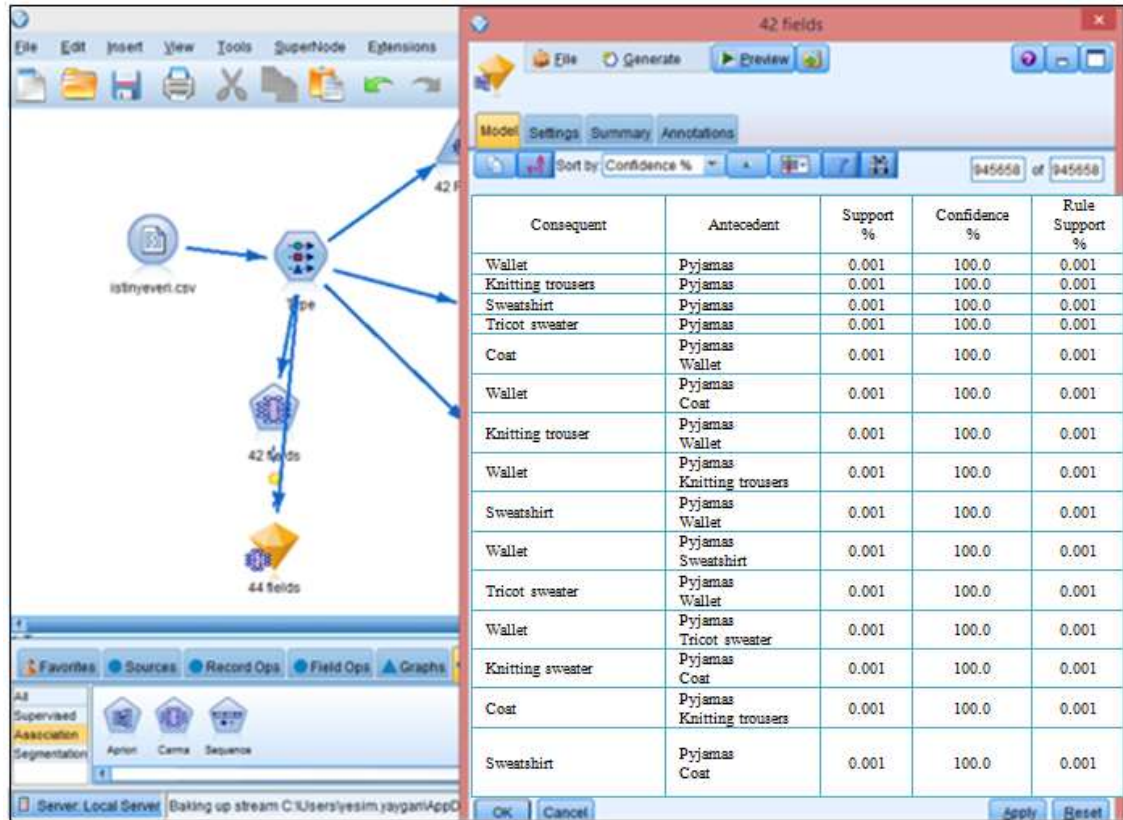 42 fields
File Edit Insert View Tools SuperNode Extensions
File Generate Preview
Model Settings Summary Annotations
Sort by: Confidence % 945658 of 945658
42 F
istinyeveri.csv
Type
42 fields
44 fields
Consequent Antecedent Support % Confidence % Rule Support %
Wallet Pyjamas 0.001 100.0 0.001
Knitting trousers Pyjamas 0.001 100.0 0.001
Sweatshirt Pyjamas 0.001 100.0 0.001
Tricot sweater Pyjamas 0.001 100.0 0.001
Coat Pyjamas Wallet 0.001 100.0 0.001
Wallet Pyjamas Coat 0.001 100.0 0.001
Knitting trouser Pyjamas Wallet 0.001 100.0 0.001
Wallet Pyjamas Knitting trousers 0.001 100.0 0.001
Sweatshirt Pyjamas Wallet 0.001 100.0 0.001
Wallet Pyjamas Sweatshirt 0.001 100.0 0.001
Tricot sweater Pyjamas Wallet 0.001 100.0 0.001
Wallet Pyjamas Tricot sweater 0.001 100.0 0.001
Knitting sweater Pyjamas Coat 0.001 100.0 0.001
Coat Pyjamas Knitting trousers 0.001 100.0 0.001
Sweatshirt Pyjamas Coat 0.001 100.0 0.001
Favorites Sources Record Ops Field Ops Graphs
All
Supervised
Association
Segmentation
Apriori Carma Sequence
Server: Local Server Baking up stream C:\Users\yesim.yaygan\AppD
OK Cancel Apply Reset